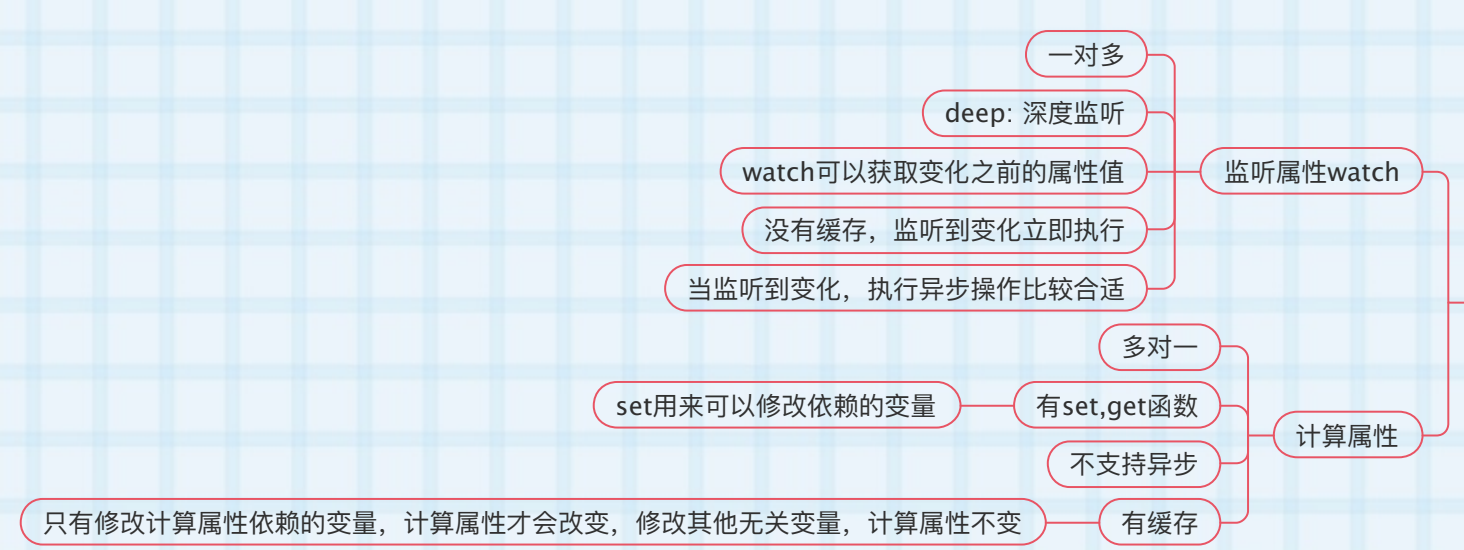 一对多
deep: 深度监听
watch可以获取变化之前的属性值
监听属性watch
没有缓存，监听到变化立即执行
当监听到变化，执行异步操作比较合适
多对一
set用来可以修改依赖的变量
有set,get函数
计算属性
不支持异步
只有修改计算属性依赖的变量，计算属性才会改变，修改其他无关变量，计算属性不变
有缓存